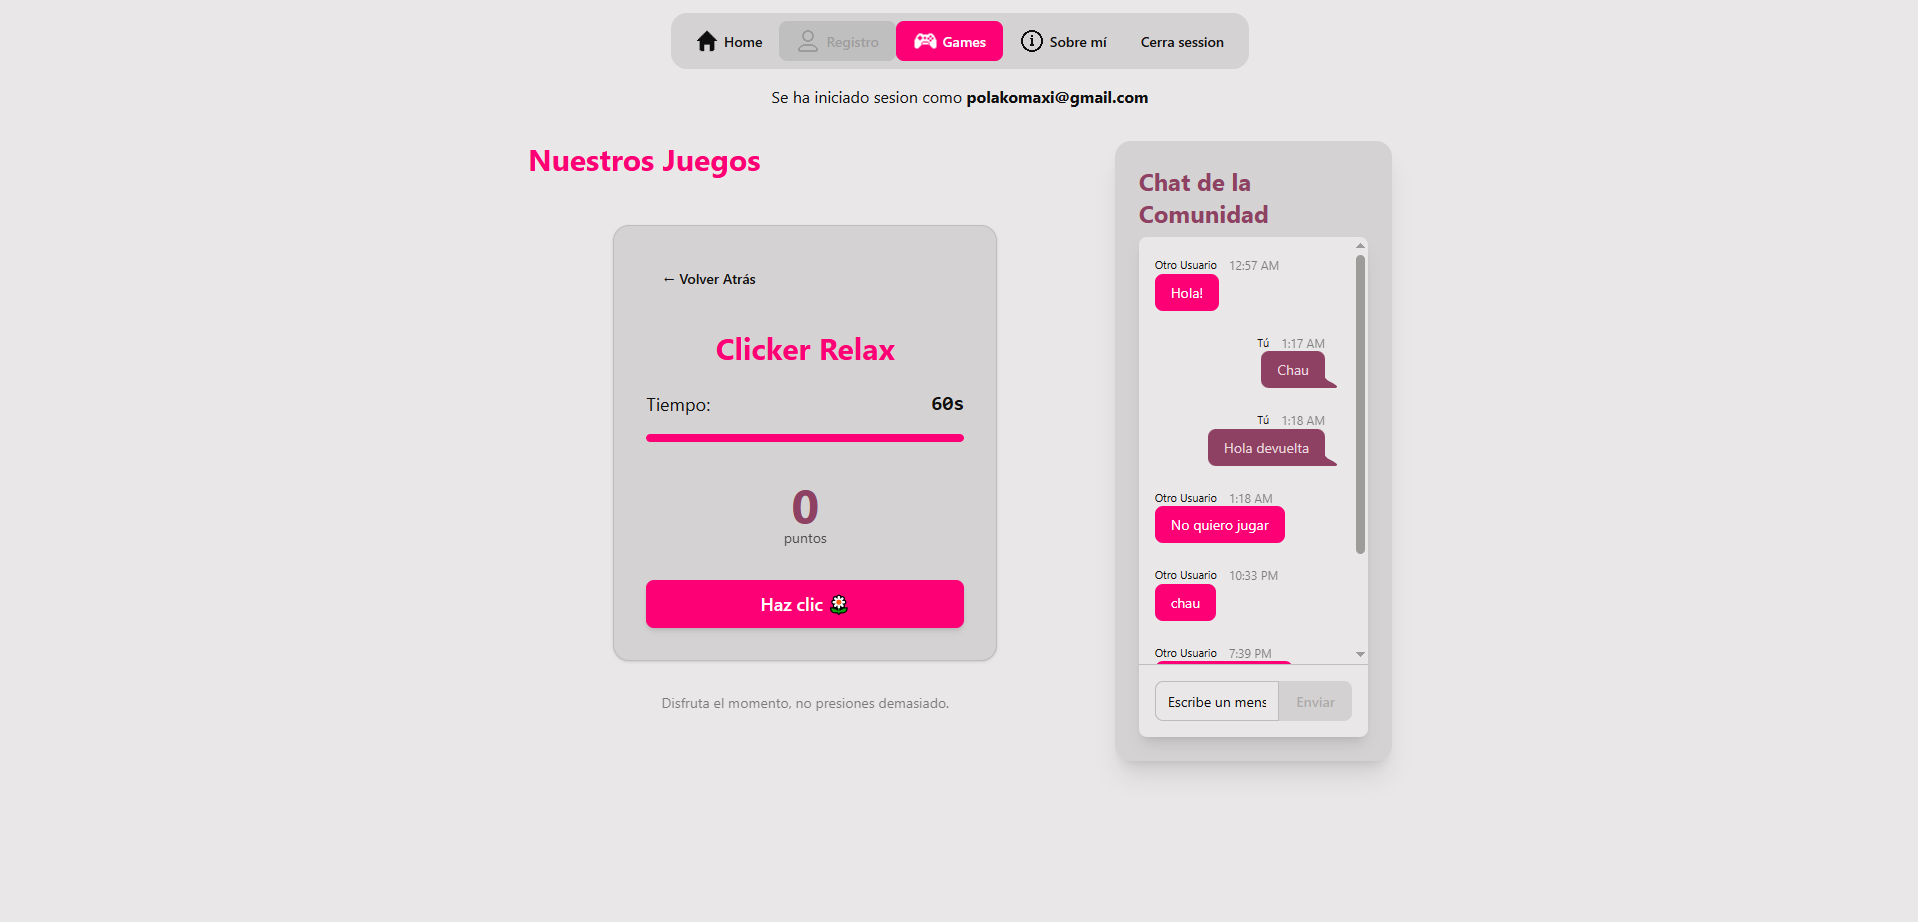 Home
Registro
Games
Sobre mí
Cerra session
Se ha iniciado sesion como polakomaxi@gmail.com
Nuestros Juegos
← Volver Atrás
Clicker Relax
Tiempo:
60s
0
puntos
Haz clic
Disfruta el momento, no presiones demasiado.
Chat de la
Comunidad
Otro Usuario 12:57 AM
Hola!
Tú 1:17 AM
Chau
Tú 1:18 AM
Hola devuelta
Otro Usuario 1:18 AM
No quiero jugar
Otro Usuario 10:33 PM
chau
Otro Usuario 7:39 PM
Escribe un mens
Enviar